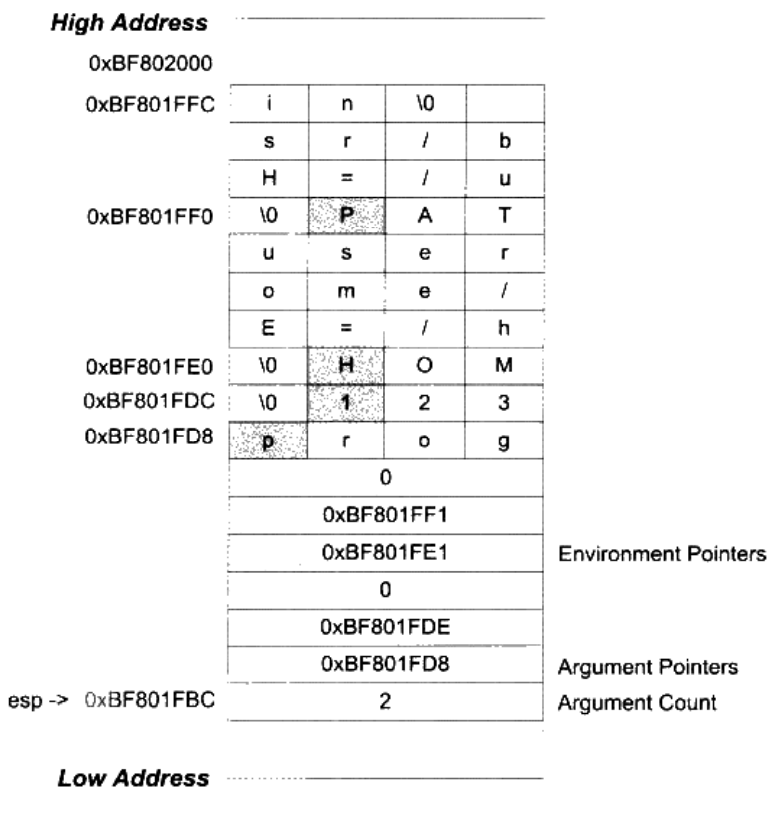 High Address
0xBF802000
0xBF801FFC i n \0
s r / b
H = / u
0xBF801FF0 \0 P A T
u s e r
o m e /
E = / h
0xBF801FE0 \0 H O M
0xBF801FDC \0 1 2 3
0xBF801FD8 p r o g
0
0xBF801FF1
0xBF801FE1 Environment Pointers
0
0xBF801FDE
0xBF801FD8 Argument Pointers
esp -> 0xBF801FBC 2 Argument Count
Low Address